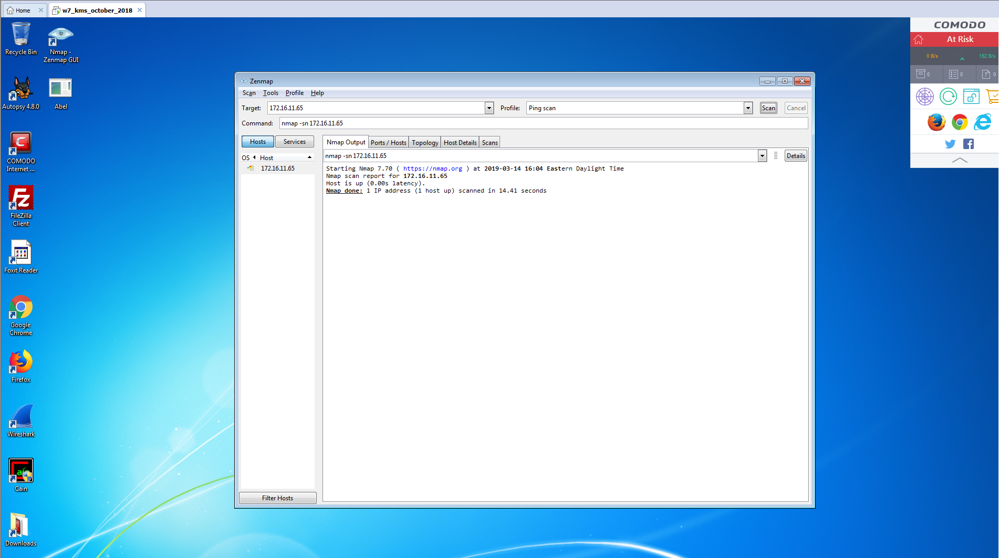 Home
w7_kms_october_2018
Recycle Bin
Nmap -
Zenmap GUI
Autopsy 4.8.0
Abel
COMODO
Internet ...
FileZilla
Client
Foxit Reader
Google
Chrome
Firefox
Wireshark
Cain
Downloads
Zenmap
Scan Tools Profile Help
Target: 172.16.11.65 Profile: Ping scan Scan Cancel
Command: nmap -sn 172.16.11.65
Hosts Services
OS Host
172.16.11.65
Filter Hosts
Nmap Output Ports / Hosts Topology Host Details Scans
nmap -sn 172.16.11.65 Details
Starting Nmap 7.70 ( https://nmap.org ) at 2019-03-14 16:04 Eastern Daylight Time
Nmap scan report for 172.16.11.65
Host is up (0.00s latency).
Nmap done: 1 IP address (1 host up) scanned in 14.41 seconds
COMODO
At Risk
0 B/s 152 B/s
0 0 0